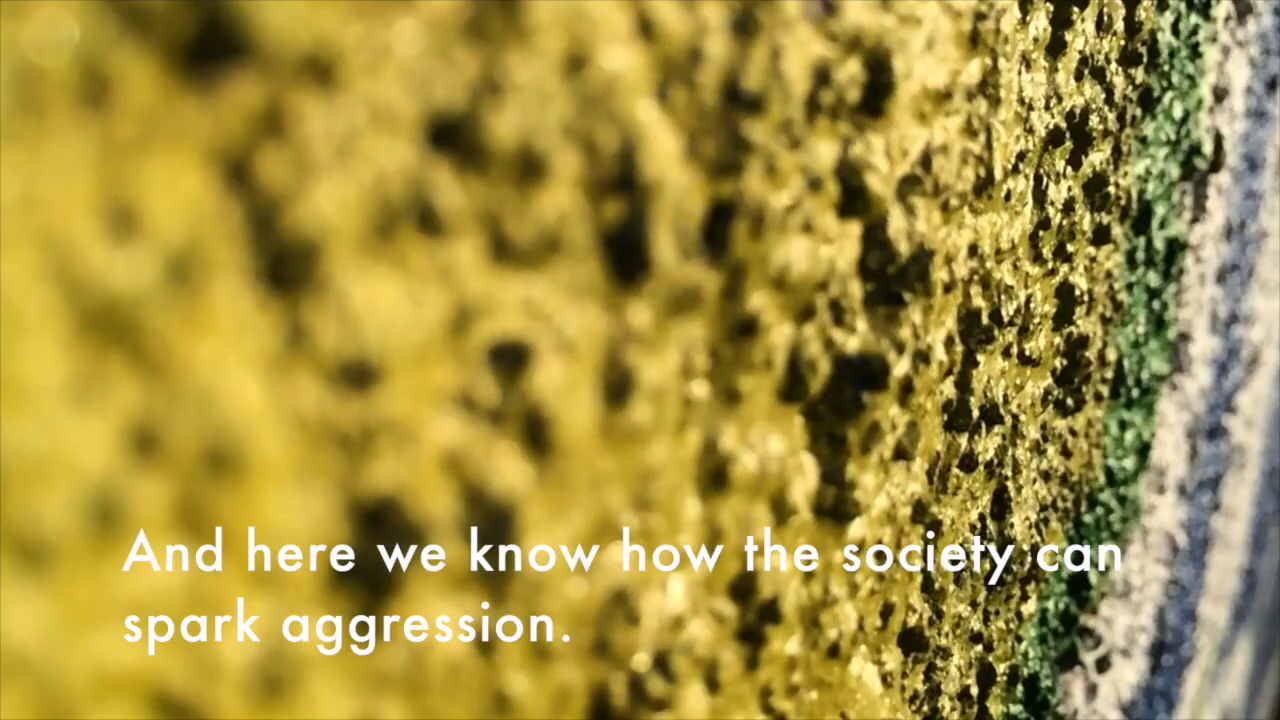 And here we know how the society can
spark aggression.